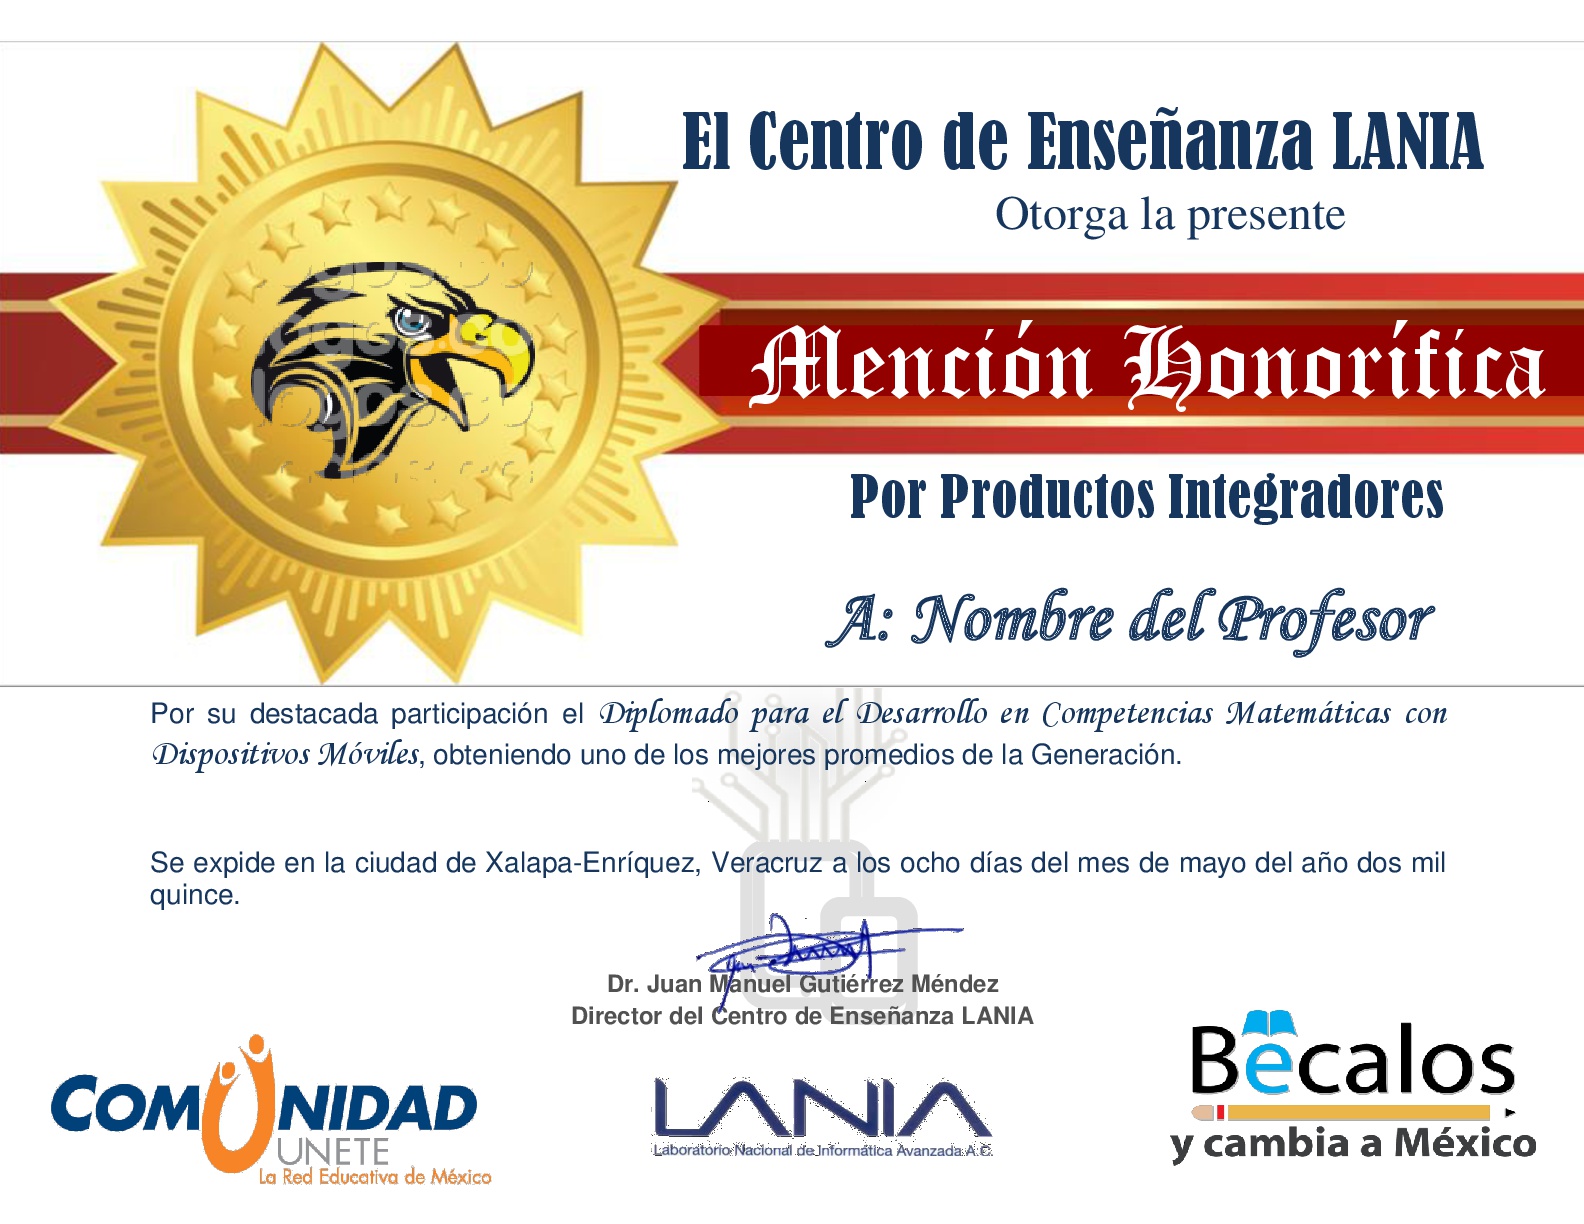 El Centro de Enseñanza LANIA
Otorga la presente
Mención Honorífica
Por Productos Integradores
A: Nombre del Profesor
Por su destacada participación el Diplomado para el Desarrollo en Competencias Matemáticas con
Dispositivos Móviles, obteniendo uno de los mejores promedios de la Generación.
Se expide en la ciudad de Xalapa-Enríquez, Veracruz a los ocho días del mes de mayo del año dos mil
quince.
Dr. Juan Manuel Gutiérrez Méndez
Director del Centro de Enseñanza LANIA
COMUNIDAD
UNETE
La Red Educativa de México
LANIA
Laboratorio Nacional de Informática Avanzada A.C.
Bécalos
y cambia a México